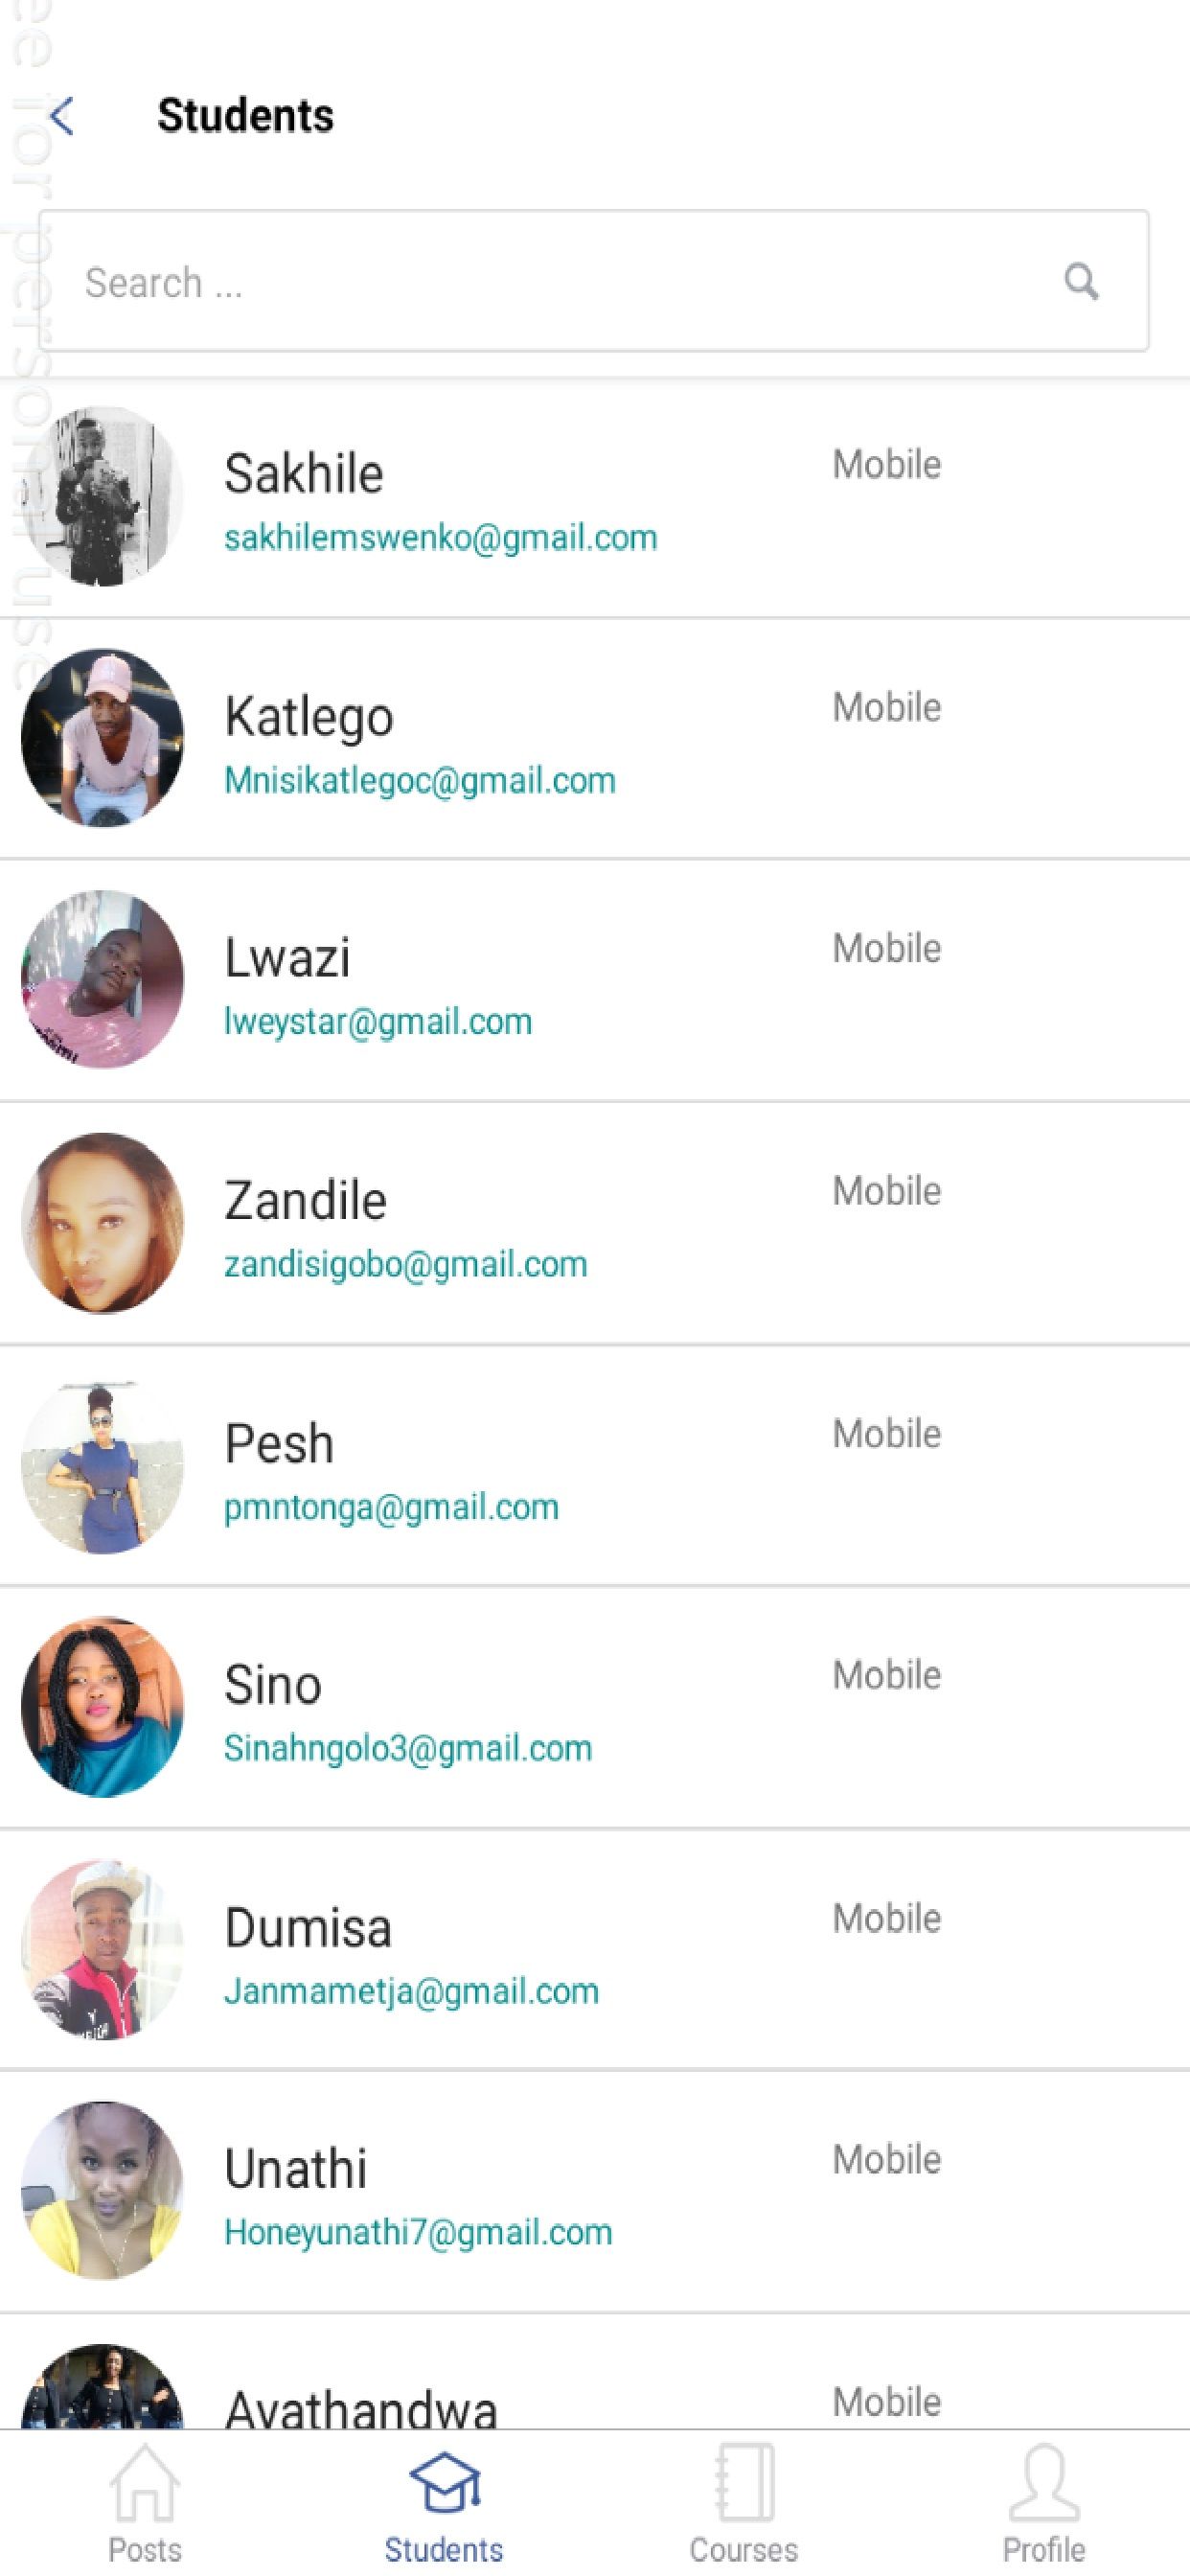 ee for personal use
Students
Search ...
Sakhile
Mobile
sakhilemswenko@gmail.com
Katlego
Mobile
Mnisikatlegoc@gmail.com
Lwazi
Mobile
lweystar@gmail.com
Zandile
Mobile
zandisigobo@gmail.com
Pesh
Mobile
pmntonga@gmail.com
Sino
Mobile
Sinahngolo3@gmail.com
Dumisa
Mobile
Janmametja@gmail.com
Unathi
Mobile
Honeyunathi7@gmail.com
Avathandwa
Mobile
Posts
Students
Courses
Profile